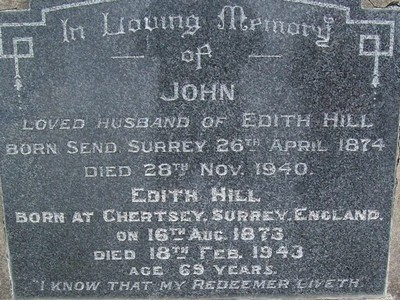 In Loving Memory
of
JOHN
LOVED HUSBAND OF EDITH HILL
BORN SEND SURREY 26TH APRIL 1874
DIED 28TH NOV. 1940.
EDITH HILL
BORN AT CHERTSEY, SURREY, ENGLAND.
ON 16TH AUG. 1873
DIED 18TH FEB. 1943
AGE 69 YEARS.
"I KNOW THAT MY REDEEMER LIVETH."